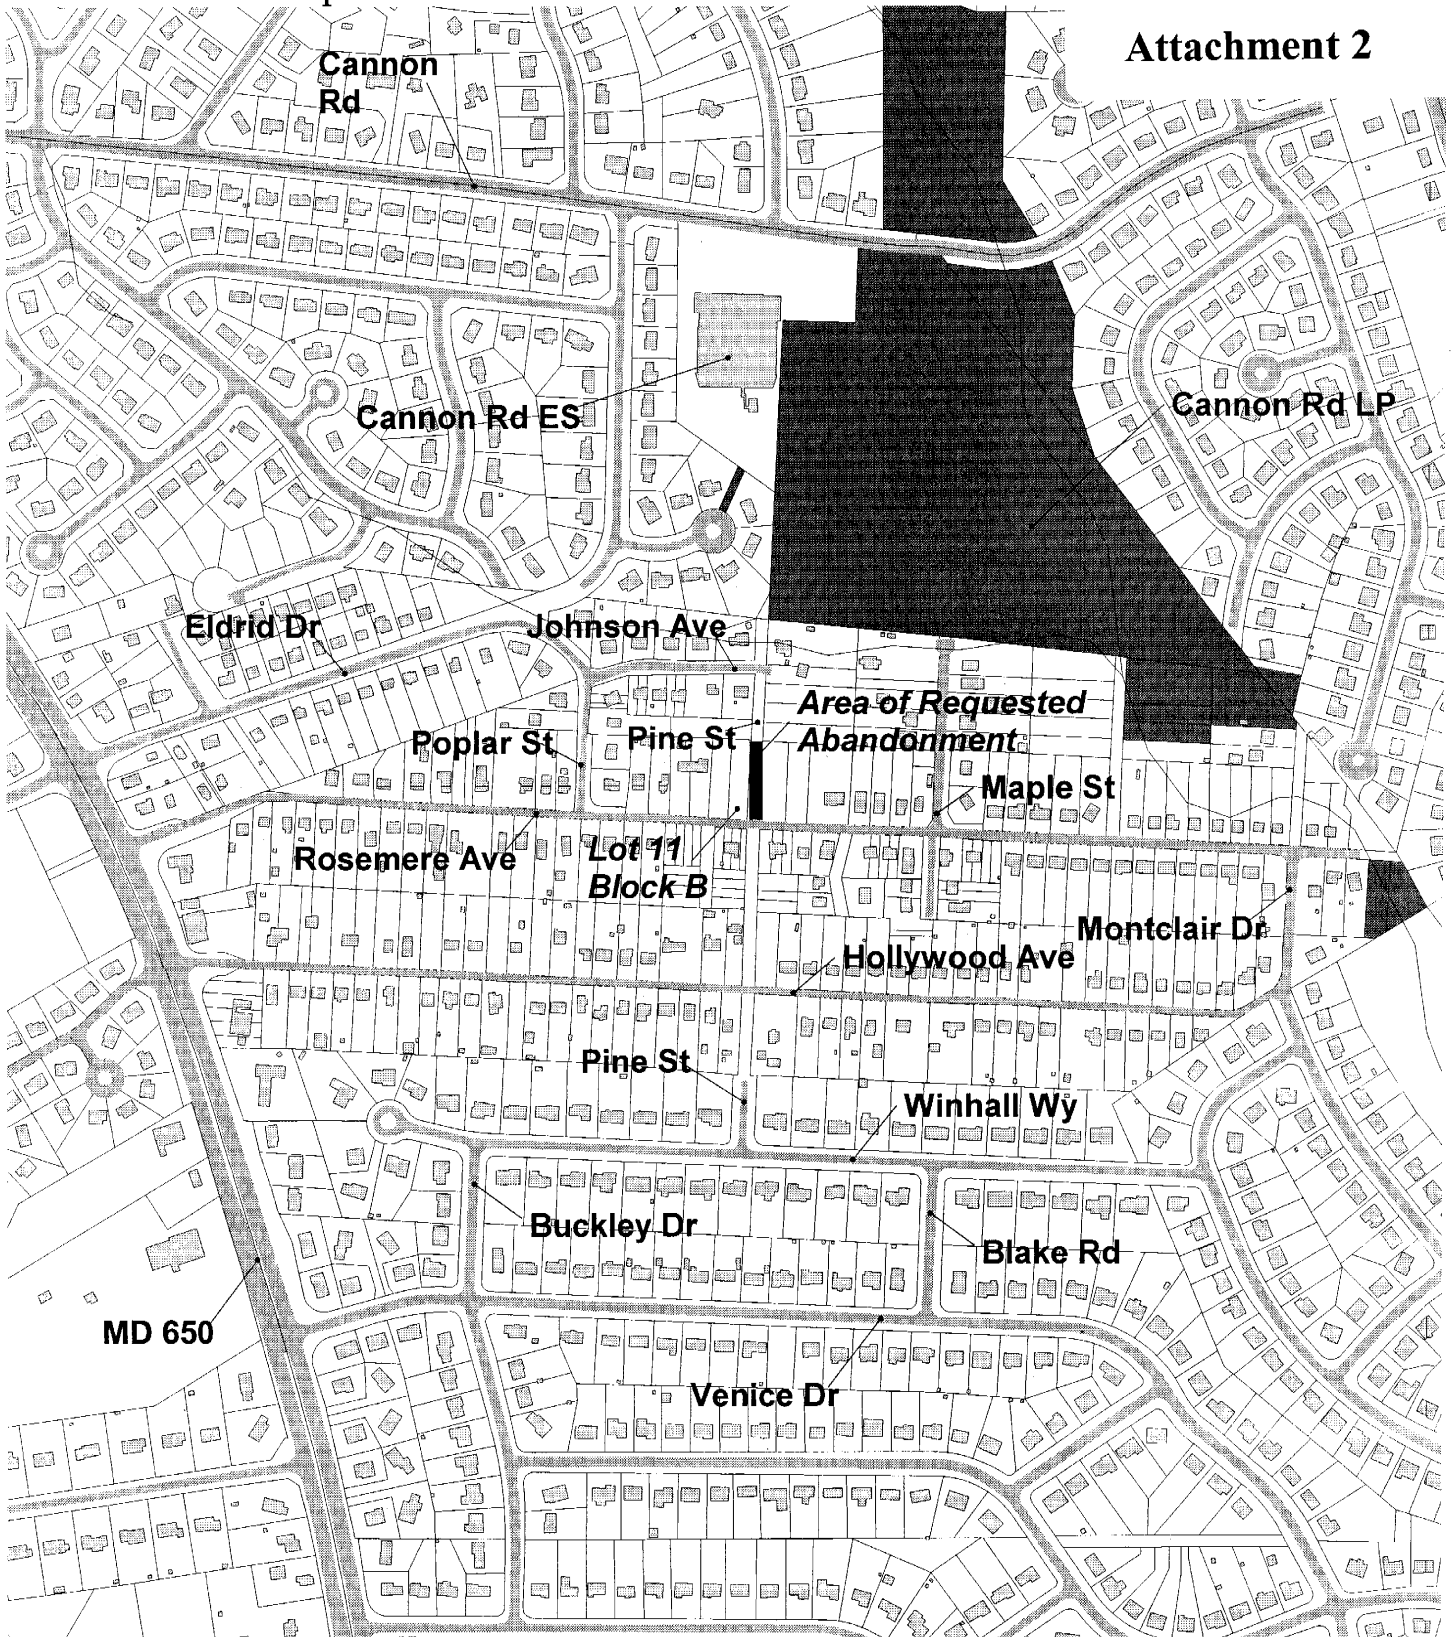 Attachment 2
Cannon
Rd
Cannon Rd ES
Cannon Rd LP
Eldrid Dr
Johnson Ave
Area of Requested
Abandonment
Poplar St
Pine St
Maple St
Rosemere Ave
Lot 11
Block B
Montclair Dr
Hollywood Ave
Pine St
Winhall Wy
Buckley Dr
Blake Rd
MD 650
Venice Dr